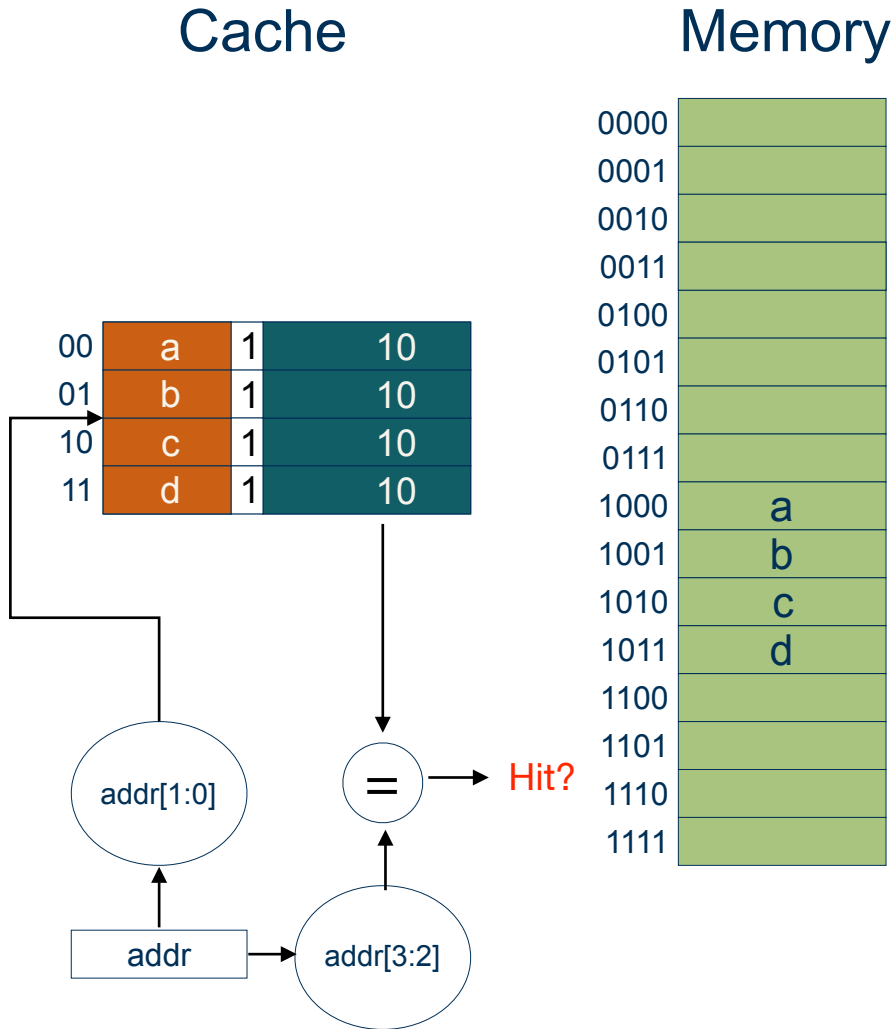 Cache
Memory
0000
0001
0010
0011
0100
0101
0110
0111
1000 a
1001 b
1010 c
1011 d
1100
1101
1110
1111
00 a 1 10
01 b 1 10
10 c 1 10
11 d 1 10
addr[1:0]
=
Hit?
addr
addr[3:2]